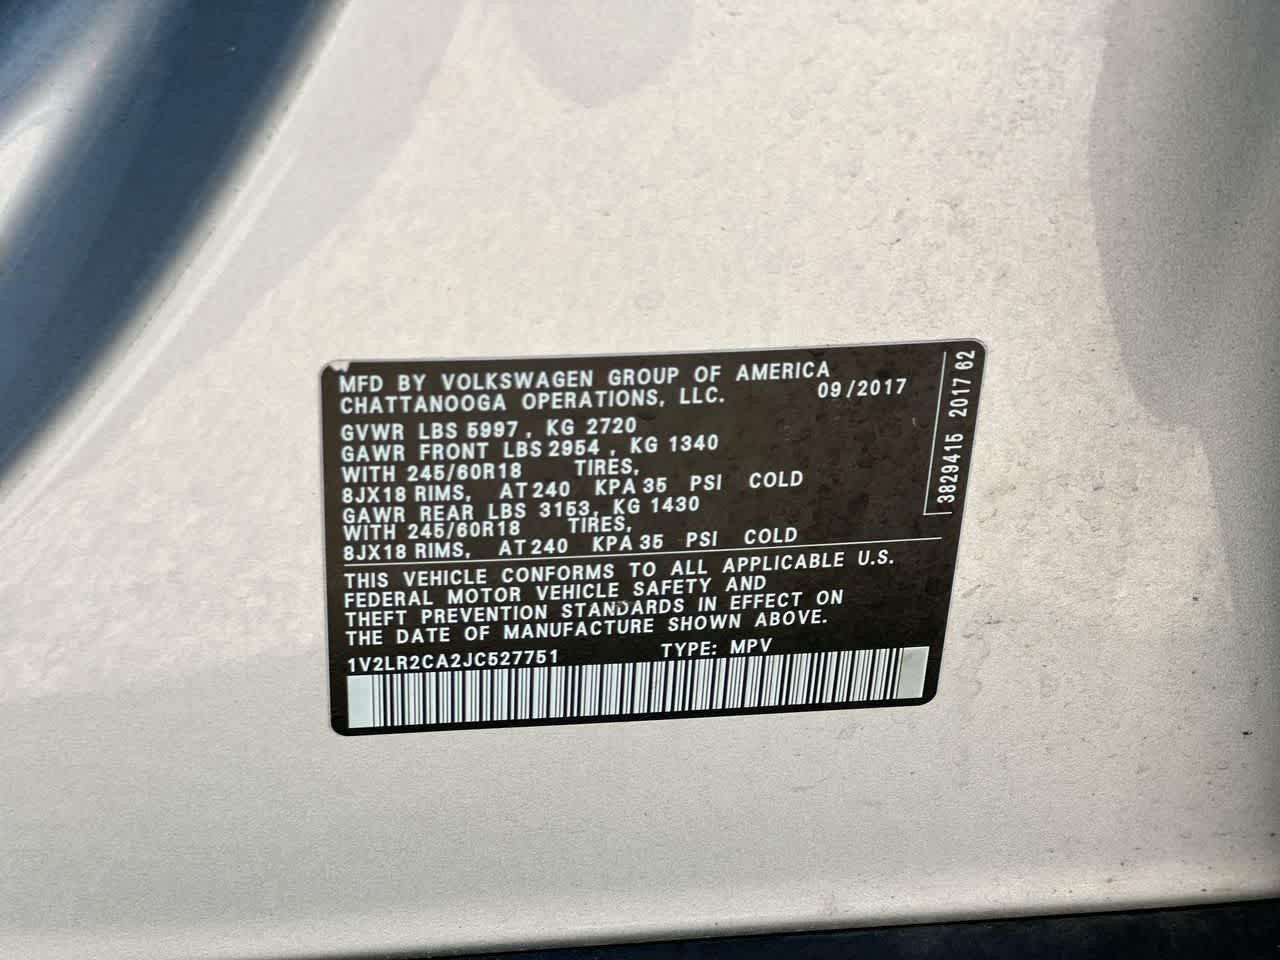 MFD BY VOLKSWAGEN GROUP OF AMERICA
CHATTANOOGA OPERATIONS, LLC. 09/2017
GVWR LBS 5997, KG 2720
GAWR FRONT LBS 2954, KG 1340
WITH 245/60R18 TIRES,
8JX18 RIMS, AT 240 KPA 35 PSI COLD
GAWR REAR LBS 3153, KG 1430
WITH 245/60R18 TIRES,
8JX18 RIMS, AT 240 KPA 35 PSI COLD
THIS VEHICLE CONFORMS TO ALL APPLICABLE U.S.
FEDERAL MOTOR VEHICLE SAFETY AND
THEFT PREVENTION STANDARDS IN EFFECT ON
THE DATE OF MANUFACTURE SHOWN ABOVE.
1V2LR2CA2JC527751 TYPE: MPV
3829415 2017 62